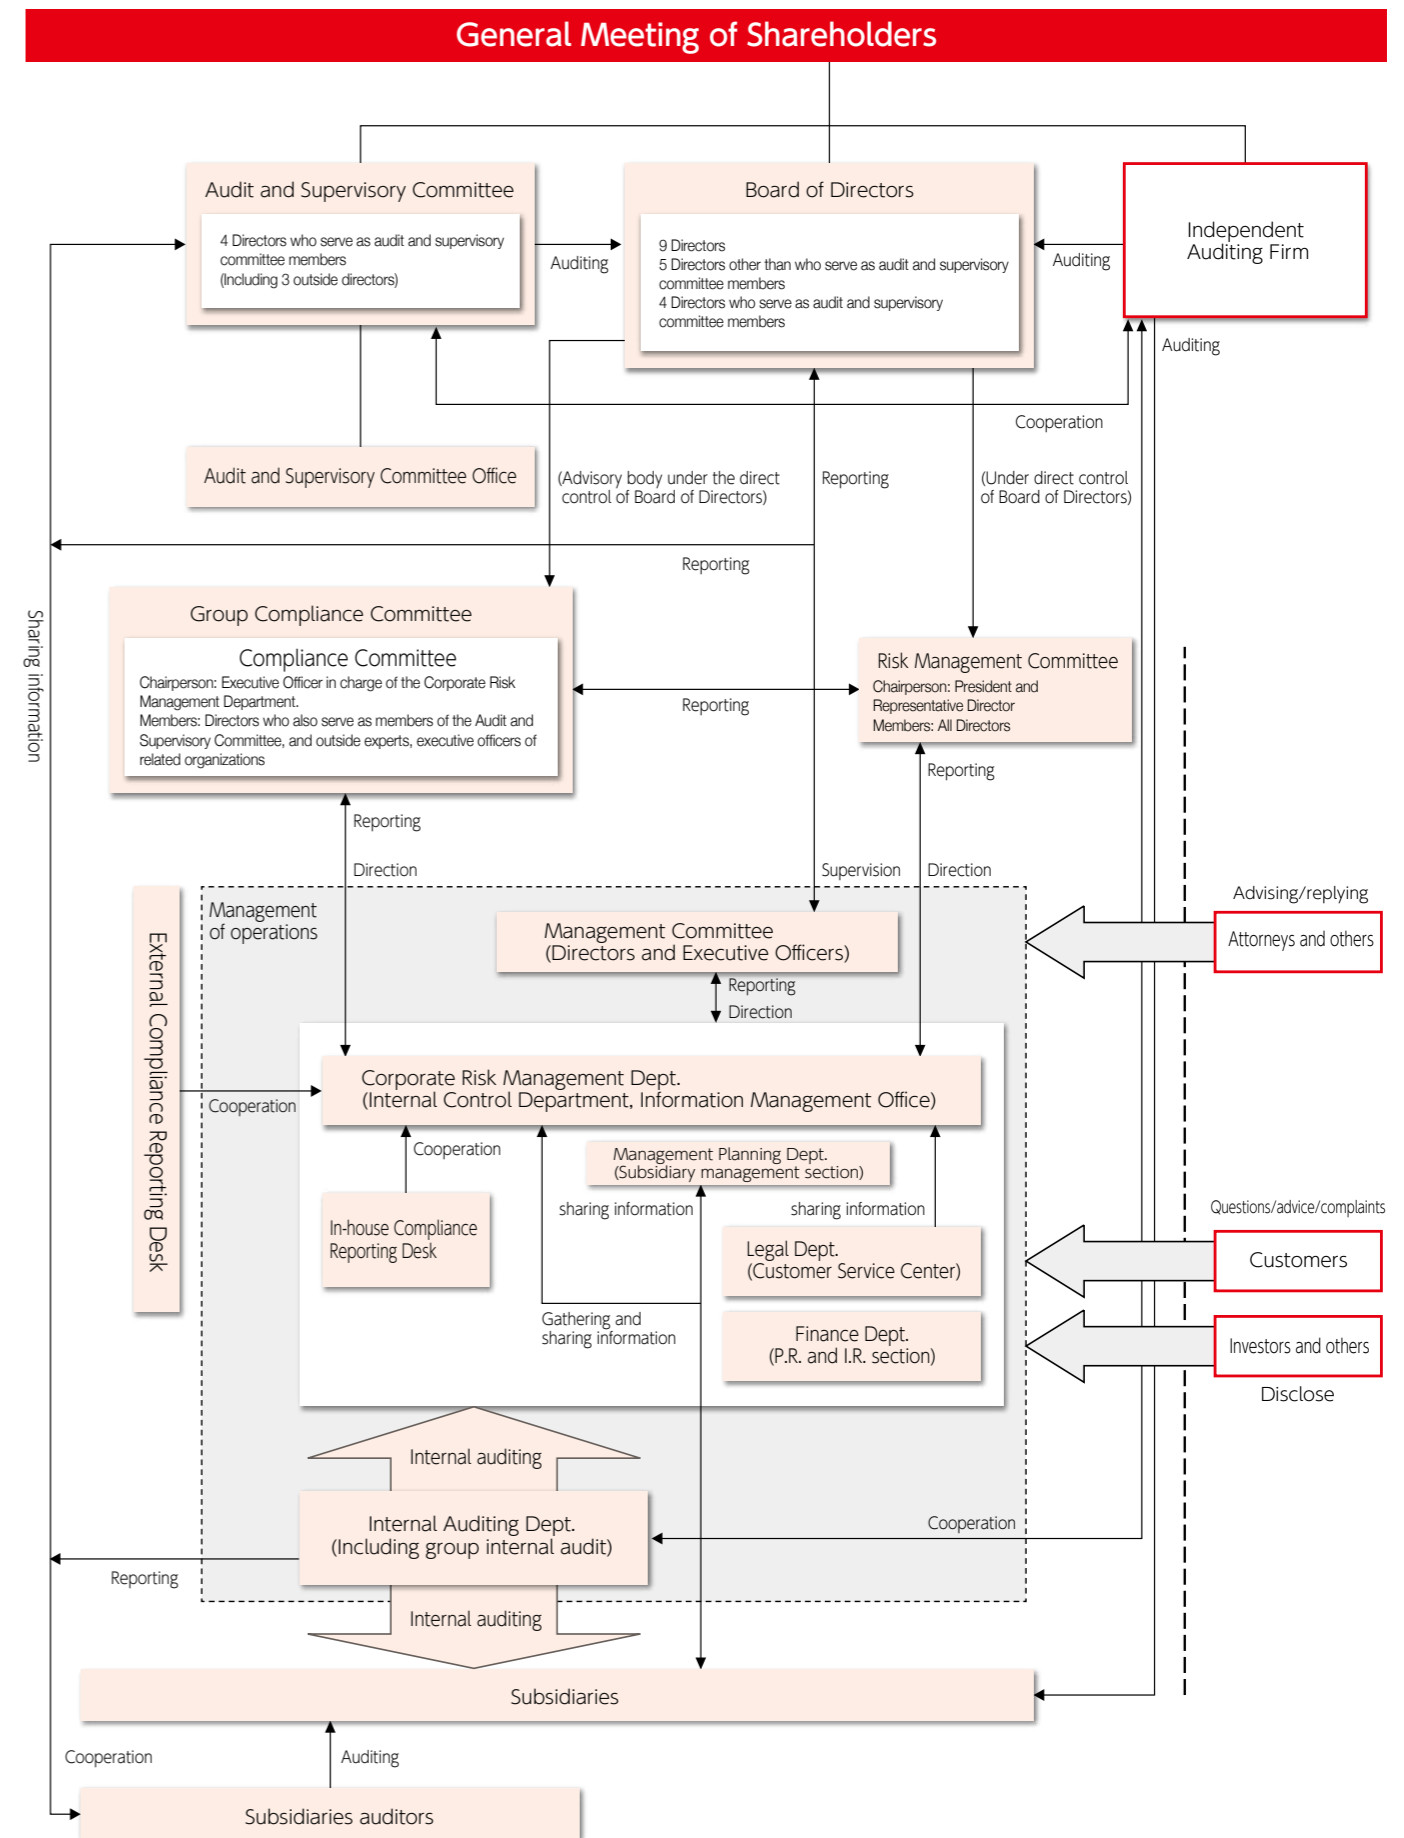 General Meeting of Shareholders
Audit and Supervisory Committee
4 Directors who serve as audit and supervisory
committee members
(Including 3 outside directors)
Auditing
Board of Directors
9 Directors
5 Directors other than who serve as audit and supervisory
committee members
4 Directors who serve as audit and supervisory
committee members
Auditing
Independent
Auditing Firm
Auditing
Cooperation
Audit and Supervisory Committee Office
(Advisory body under the direct
control of Board of Directors)
Reporting
(Under direct control
of Board of Directors)
Reporting
Sharing information
Group Compliance Committee
Compliance Committee
Chairperson: Executive Officer in charge of the Corporate Risk
Management Department.
Members: Directors who also serve as members of the Audit and
Supervisory Committee, and outside experts, executive officers of
related organizations
Reporting
Risk Management Committee
Chairperson: President and
Representative Director
Members: All Directors
Reporting
Reporting
Direction
Supervision
Direction
External Compliance Reporting Desk
Management
of operations
Management Committee
(Directors and Executive Officers)
Reporting
Direction
Advising/replying
Attorneys and others
Corporate Risk Management Dept.
(Internal Control Department, Information Management Office)
Cooperation
Cooperation
Management Planning Dept.
(Subsidiary management section)
sharing information
sharing information
In-house Compliance
Reporting Desk
Legal Dept.
(Customer Service Center)
Questions/advice/complaints
Customers
Gathering and
sharing information
Finance Dept.
(P.R. and I.R. section)
Investors and others
Disclose
Internal auditing
Internal Auditing Dept.
(Including group internal audit)
Cooperation
Reporting
Internal auditing
Subsidiaries
Cooperation
Auditing
Subsidiaries auditors